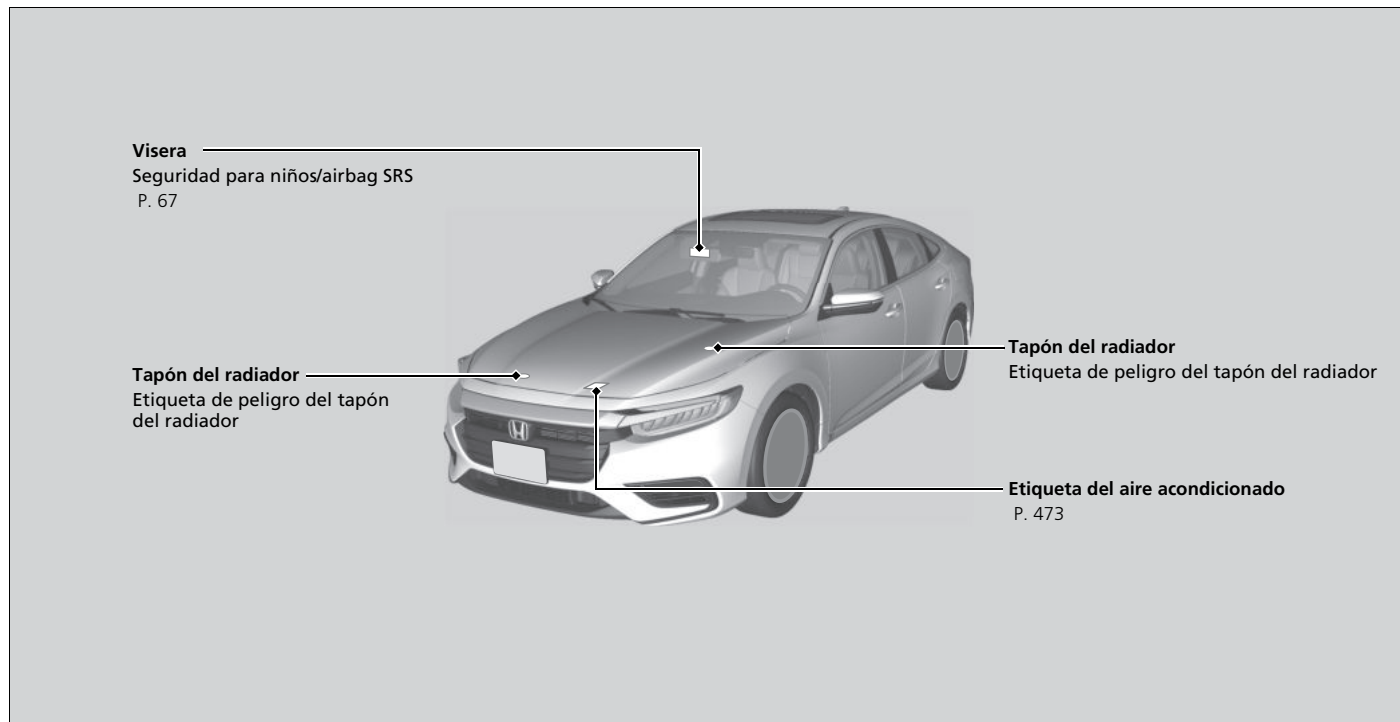 Visera
Seguridad para niños/airbag SRS
P. 67
Tapón del radiador
Etiqueta de peligro del tapón
del radiador
Tapón del radiador
Etiqueta de peligro del tapón del radiador
Etiqueta del aire acondicionado
P. 473